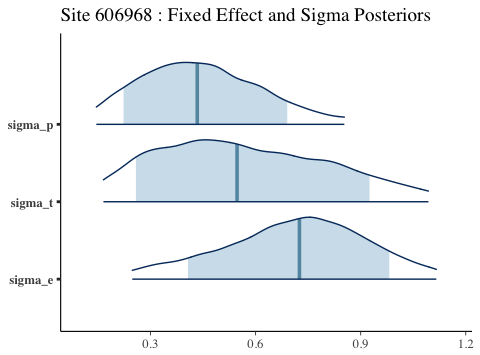 Site 606968 : Fixed Effect and Sigma Posteriors
sigma_p
sigma_t
sigma_e
0.3 0.6 0.9 1.2